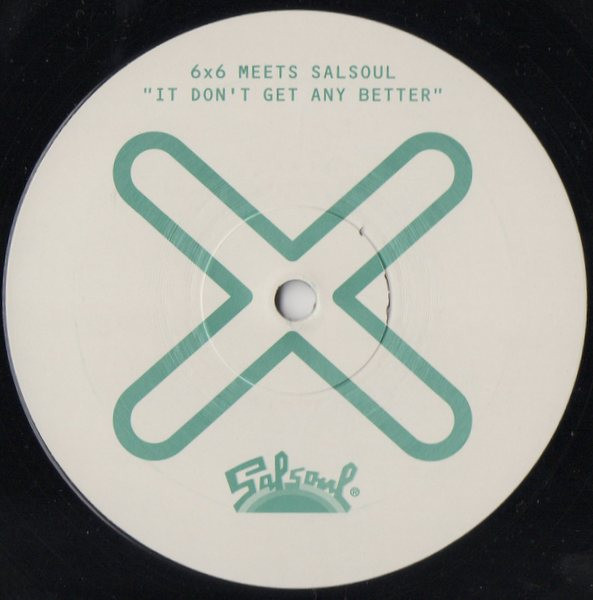 6x6 MEETS SALSOUL
"IT DON'T GET ANY BETTER"
Salsoul®